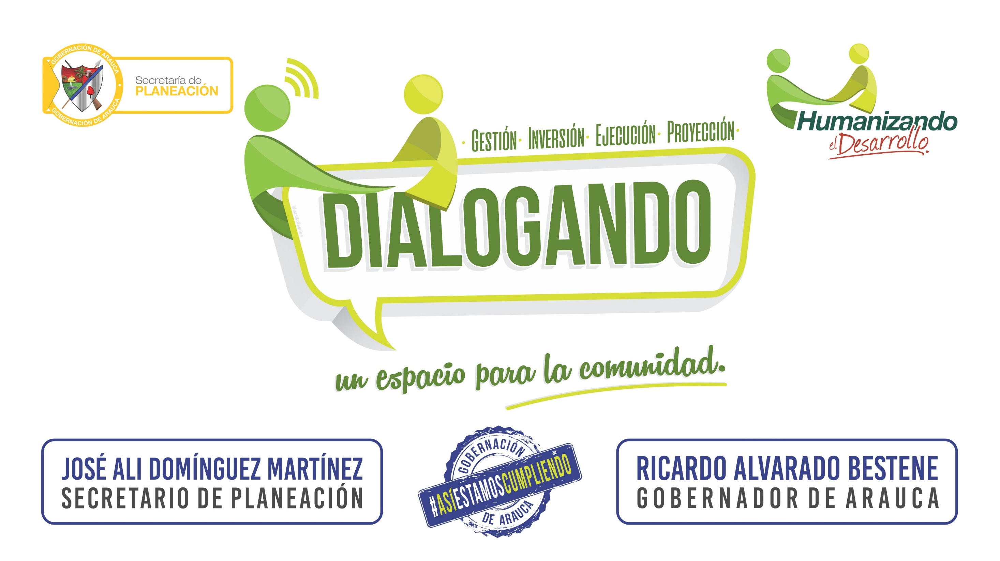 GOBERNACIÓN DE ARAUCA
Secretaría de
PLANEACIÓN
GOBERNACIÓN DE ARAUCA
Humanizando
el Desarrollo.
· GESTIÓN · INVERSIÓN · EJECUCIÓN · PROYECCIÓN ·
DIALOGANDO
ideas&diseños
un espacio para la comunidad.
JOSÉ ALI DOMÍNGUEZ MARTÍNEZ
SECRETARIO DE PLANEACIÓN
GOBERNACIÓN
#ASÍESTAMOSCUMPLIENDO
DE ARAUCA
RICARDO ALVARADO BESTENE
GOBERNADOR DE ARAUCA